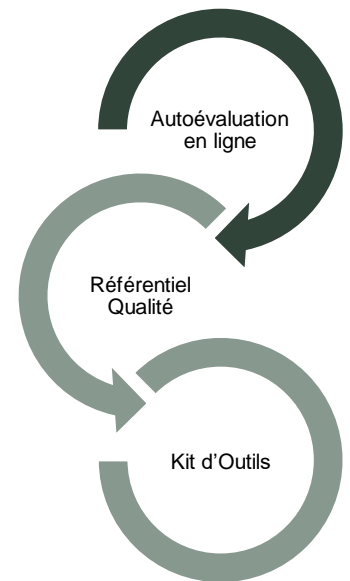 Autoévaluation
en ligne
Référentiel
Qualité
Kit d'Outils